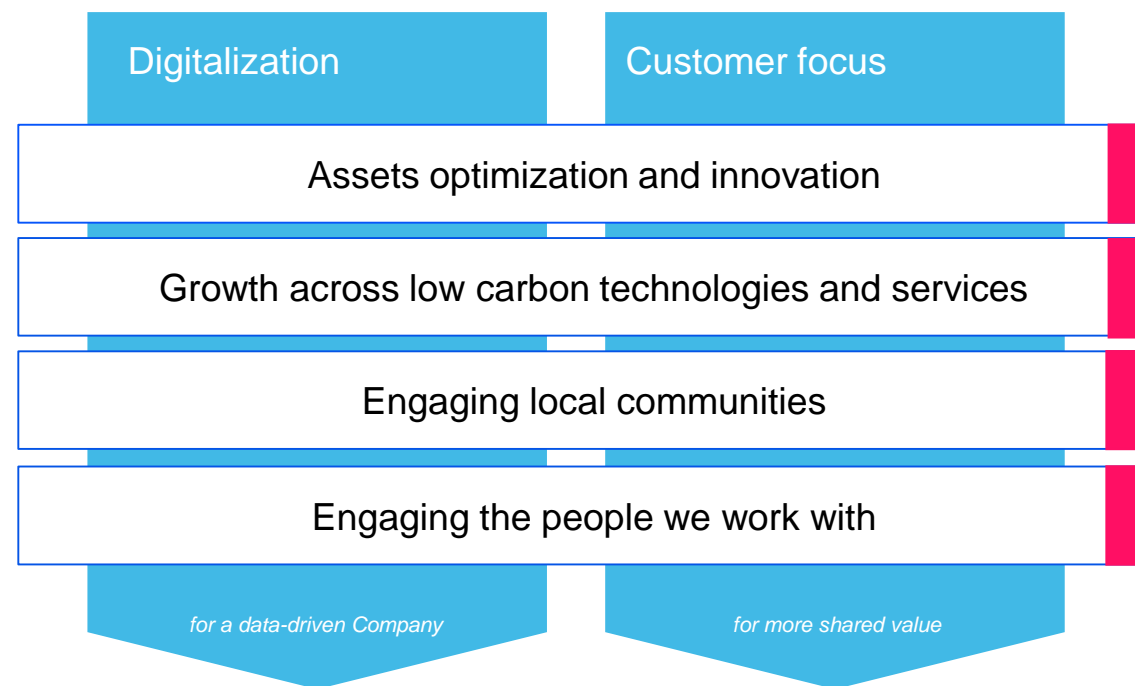 Digitalization
Customer focus
Assets optimization and innovation
Growth across low carbon technologies and services
Engaging local communities
Engaging the people we work with
for a data-driven Company
for more shared value